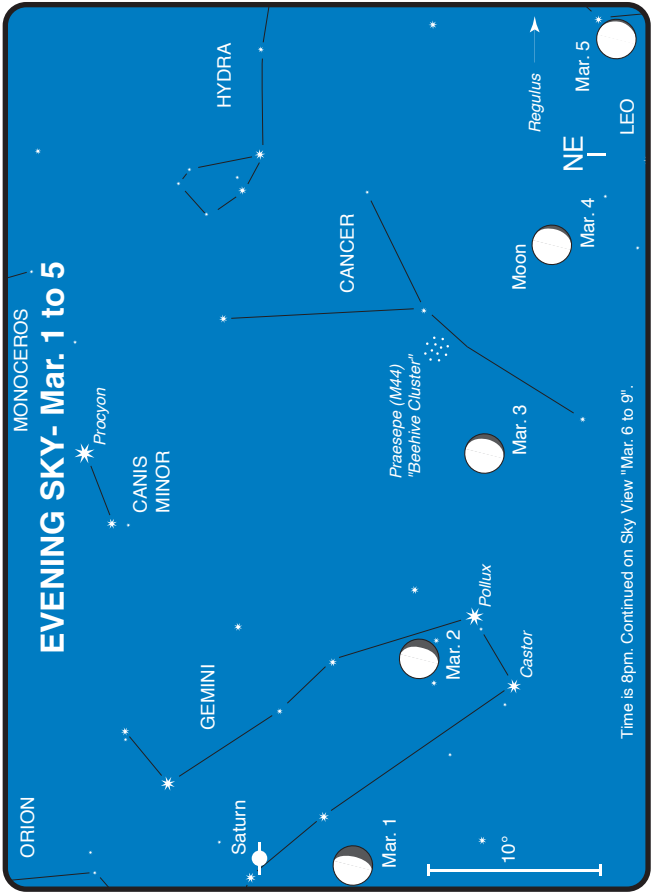 MONOCEROS
EVENING SKY - Mar. 1 to 5
ORION
Procyon
CANIS
MINOR
HYDRA
GEMINI
Saturn
CANCER
Praesepe (M44)
"Beehive Cluster"
Regulus
Mar. 1
Mar. 2
Pollux
Castor
Mar. 3
Moon
Mar. 4
NE
Mar. 5
LEO
10°
Time is 8pm. Continued on Sky View "Mar. 6 to 9".